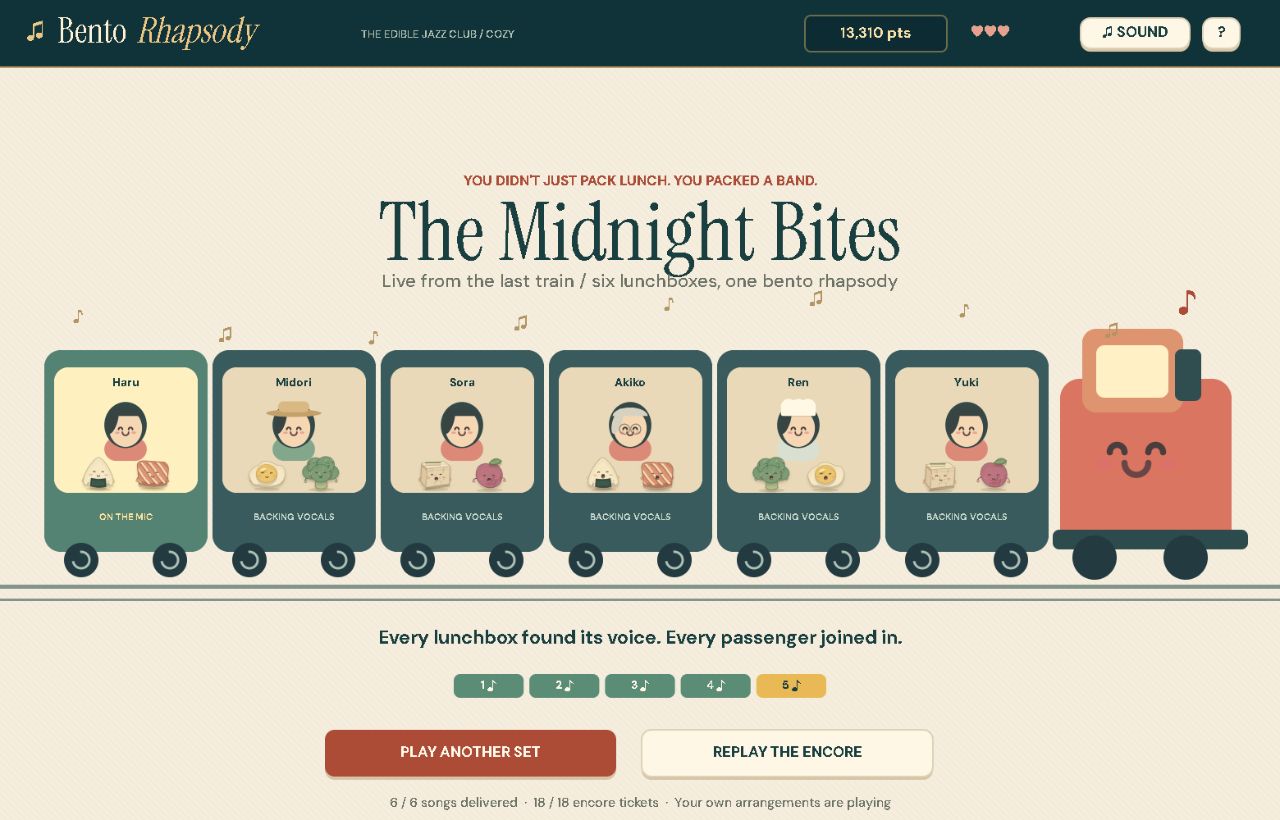 ♫ Bento Rhapsody
THE EDIBLE JAZZ CLUB / COZY
13,310 pts
♫ SOUND
?
YOU DIDN'T JUST PACK LUNCH. YOU PACKED A BAND.
The Midnight Bites
Live from the last train / six lunchboxes, one bento rhapsody
Haru
Midori
Sora
Akiko
Ren
Yuki
ON THE MIC
BACKING VOCALS
BACKING VOCALS
BACKING VOCALS
BACKING VOCALS
BACKING VOCALS
Every lunchbox found its voice. Every passenger joined in.
1♪
2♪
3♪
4♪
5♪
PLAY ANOTHER SET
REPLAY THE ENCORE
6 / 6 songs delivered · 18 / 18 encore tickets · Your own arrangements are playing